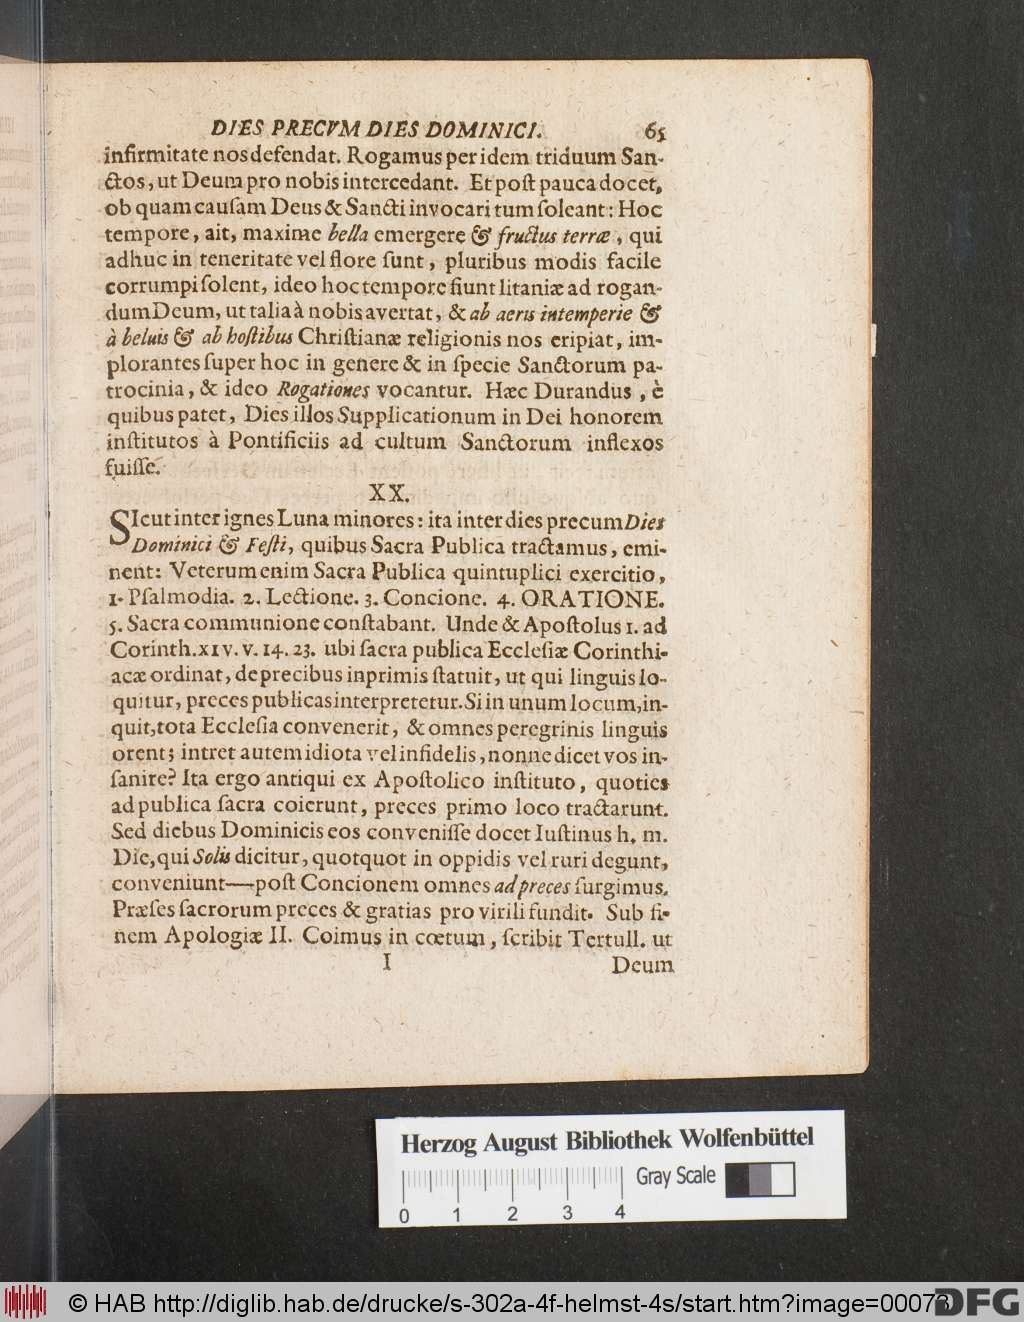 DIES PRECVM DIES DOMINICI. 65
infirmitate nos defendat. Rogamus per idem triduum San-
ctos, ut Deum pro nobis intercedant. Et poſt pauca docet,
ob quam cauſam Deus & Sancti invocari tum ſoleant: Hoc
tempore, ait, maxime bella emergere & fructus terræ, qui
adhuc in teneritate vel flore ſunt, pluribus modis facile
corrumpi ſolent, ideo hoc tempore fiunt litaniæ ad rogan-
dum Deum, ut talia à nobis avertat, & ab aeris intemperie &
à beluis & ab hoſtibus Chriſtianæ religionis nos eripiat, im-
plorantes ſuper hoc in genere & in ſpecie Sanctorum pa-
trocinia, & ideo Rogationes vocantur. Hæc Durandus, è
quibus patet, Dies illos Supplicationum in Dei honorem
inſtitutos à Pontificiis ad cultum Sanctorum inflexos
fuiſſe.
XX.
SIcut inter ignes Luna minores: ita inter dies precum Dies
Dominici & Feſti, quibus Sacra Publica tractamus, emi-
nent: Veterum enim Sacra Publica quintuplici exercitio,
1. Pſalmodia. 2. Lectione. 3. Concione. 4. ORATIONE.
5. Sacra communione conſtabant. Unde & Apoſtolus 1. ad
Corinth. XIV. v. 14. 23. ubi ſacra publica Eccleſiæ Corinthi-
acæ ordinat, de precibus inprimis ſtatuit, ut qui linguis lo-
quitur, preces publicas interpretetur. Si in unum locum, in-
quit, tota Eccleſia convenerit, & omnes peregrinis linguis
orent; intret autem idiota vel infidelis, nonne dicet vos in-
ſanire? Ita ergo antiqui ex Apoſtolico inſtituto, quoties
ad publica ſacra coierunt, preces primo loco tractarunt.
Sed diebus Dominicis eos conveniſſe docet Iuſtinus h. m.
Die, qui Solis dicitur, quotquot in oppidis vel ruri degunt,
conveniunt—poſt Concionem omnes ad preces ſurgimus.
Præſes ſacrorum preces & gratias pro virili fundit. Sub fi-
nem Apologiæ II. Coimus in cœtum, ſcribit Tertull. ut
I Deum
Herzog August Bibliothek Wolfenbüttel
Gray Scale
0 1 2 3 4
© HAB http://diglib.hab.de/drucke/s-302a-4f-helmst-4s/start.htm?image=00073
DFG